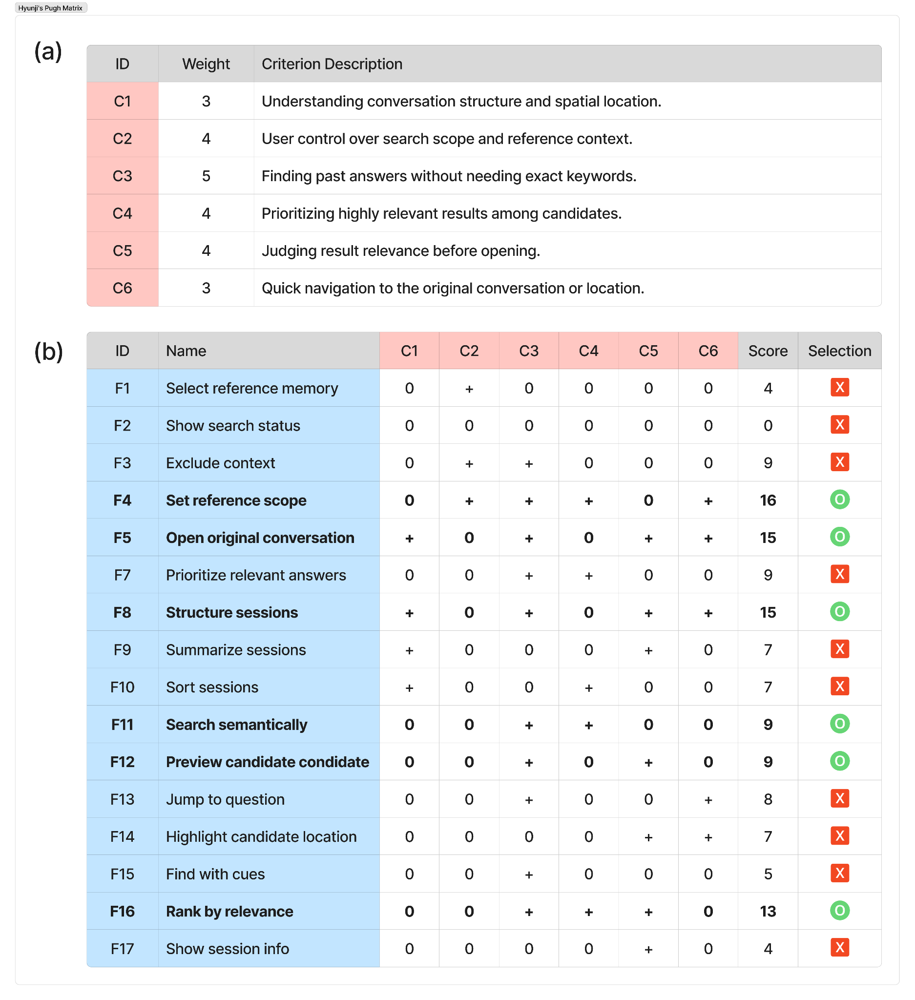 Hyunji's Pugh Matrix
(a)
ID Weight Criterion Description
C1 3 Understanding conversation structure and spatial location.
C2 4 User control over search scope and reference context.
C3 5 Finding past answers without needing exact keywords.
C4 4 Prioritizing highly relevant results among candidates.
C5 4 Judging result relevance before opening.
C6 3 Quick navigation to the original conversation or location.
(b)
ID Name C1 C2 C3 C4 C5 C6 Score Selection
F1 Select reference memory 0 + 0 0 0 0 4 X
F2 Show search status 0 0 0 0 0 0 0 X
F3 Exclude context 0 + + 0 0 0 9 X
F4 Set reference scope 0 + + + 0 + 16 O
F5 Open original conversation + 0 + 0 + + 15 O
F7 Prioritize relevant answers 0 0 + + 0 0 9 X
F8 Structure sessions + 0 + 0 + + 15 O
F9 Summarize sessions + 0 0 0 + 0 7 X
F10 Sort sessions + 0 0 + 0 0 7 X
F11 Search semantically 0 0 + + 0 0 9 O
F12 Preview candidate condidate 0 0 + 0 + 0 9 O
F13 Jump to question 0 0 + 0 0 + 8 X
F14 Highlight candidate location 0 0 0 0 + + 7 X
F15 Find with cues 0 0 + 0 0 0 5 X
F16 Rank by relevance 0 0 + + + 0 13 O
F17 Show session info 0 0 0 0 + 0 4 X